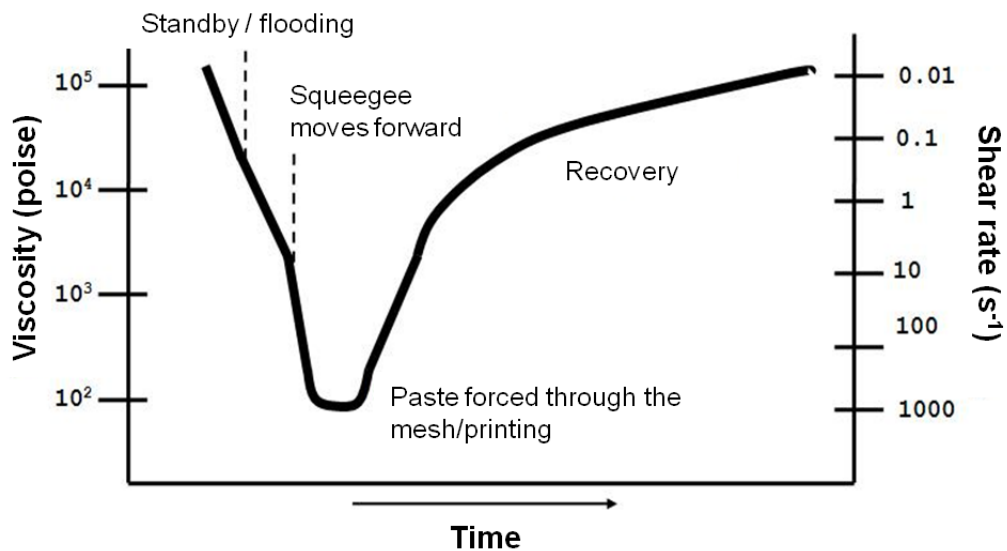 Standby / flooding
Squeegee
moves forward
Recovery
Paste forced through the
mesh/printing
Viscosity (poise)
10⁵
10⁴
10³
10²
0.01
0.1
1
10
100
1000
Shear rate (s⁻¹)
Time